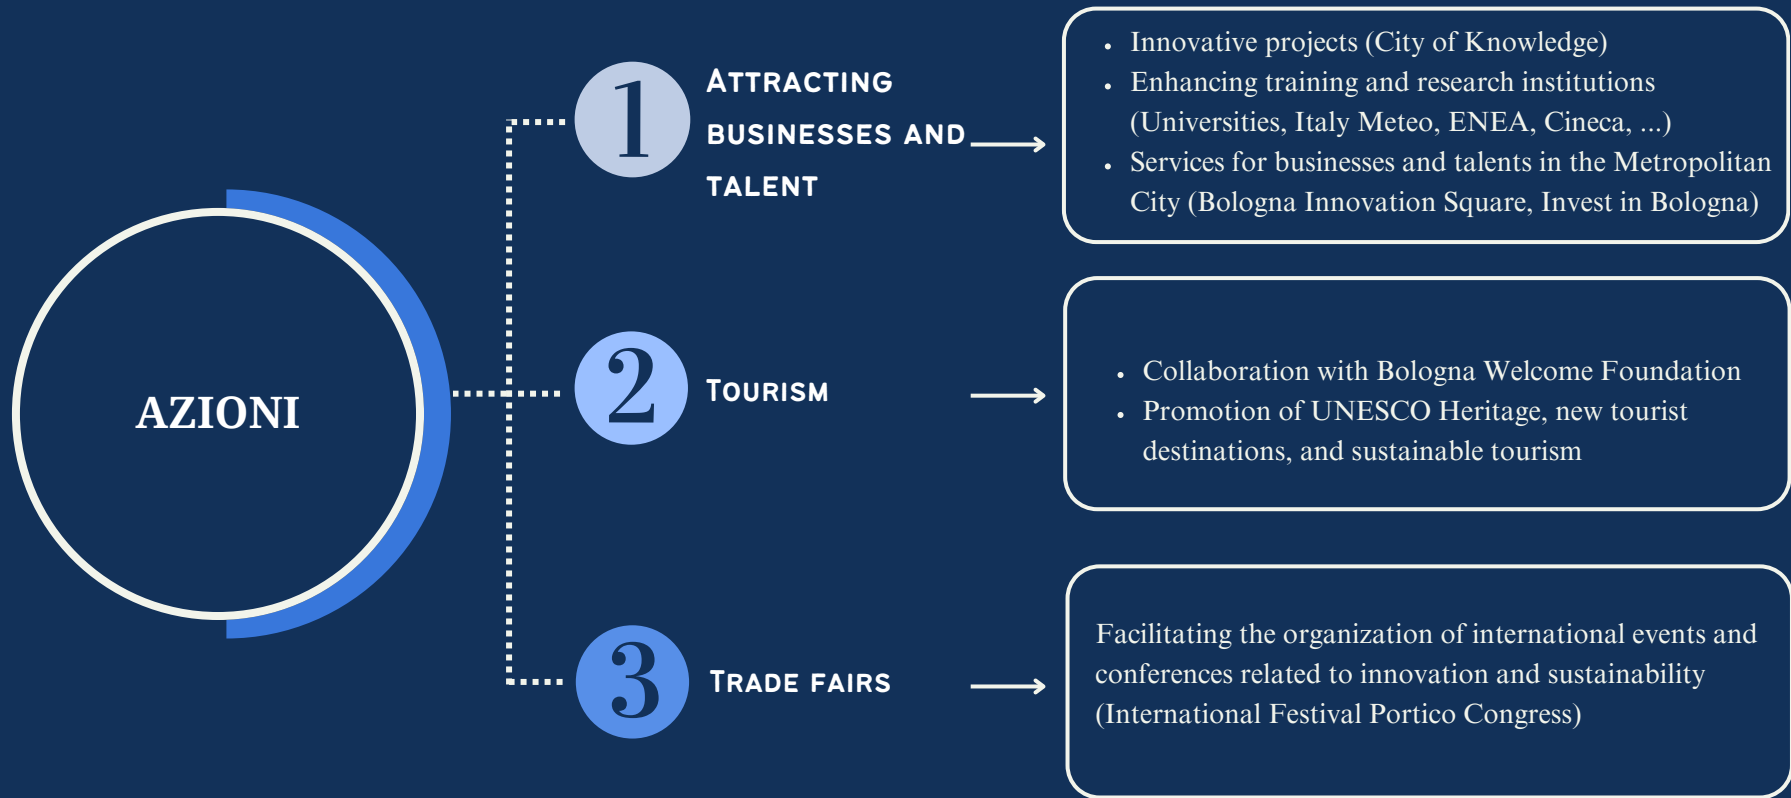 AZIONI
1
ATTRACTING
BUSINESSES AND
TALENT
• Innovative projects (City of Knowledge)
• Enhancing training and research institutions
(Universities, Italy Meteo, ENEA, Cineca, ...)
• Services for businesses and talents in the Metropolitan
City (Bologna Innovation Square, Invest in Bologna)
2
TOURISM
• Collaboration with Bologna Welcome Foundation
• Promotion of UNESCO Heritage, new tourist
destinations, and sustainable tourism
3
TRADE FAIRS
Facilitating the organization of international events and
conferences related to innovation and sustainability
(International Festival Portico Congress)